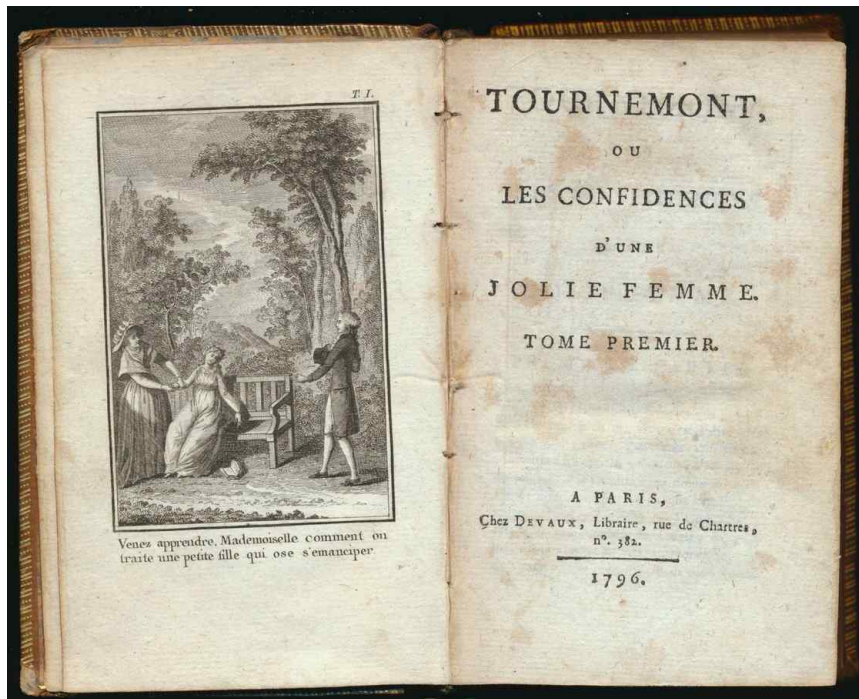 T. I.
Venez apprendre, Mademoiselle comment on
traite une petite fille qui ose s'emanciper
TOURNEMONT,
OU
LES CONFIDENCES
D'UNE
JOLIE FEMME.
TOME PREMIER.
A PARIS,
Chez DEVAUX, Libraire, rue de Chartres,
n°. 382.
1796.